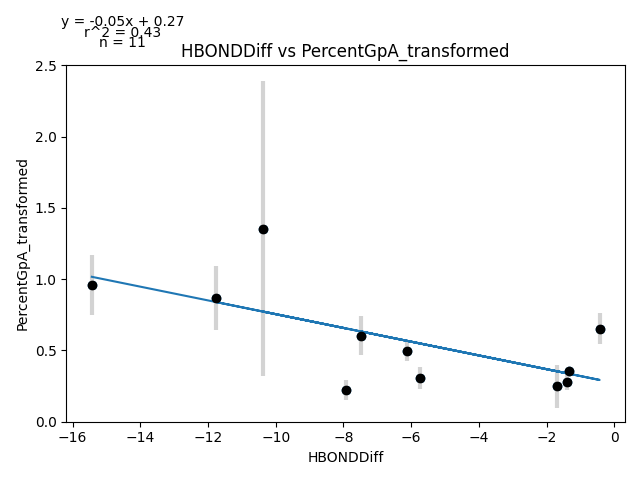 y = -0.05x + 0.27
r^2 = 0.43
n = 11
HBONDDiff vs PercentGpA_transformed
2.5
2.0
1.5
1.0
0.5
0.0
PercentGpA_transformed
−16 −14 −12 −10 −8 −6 −4 −2 0
HBONDDiff